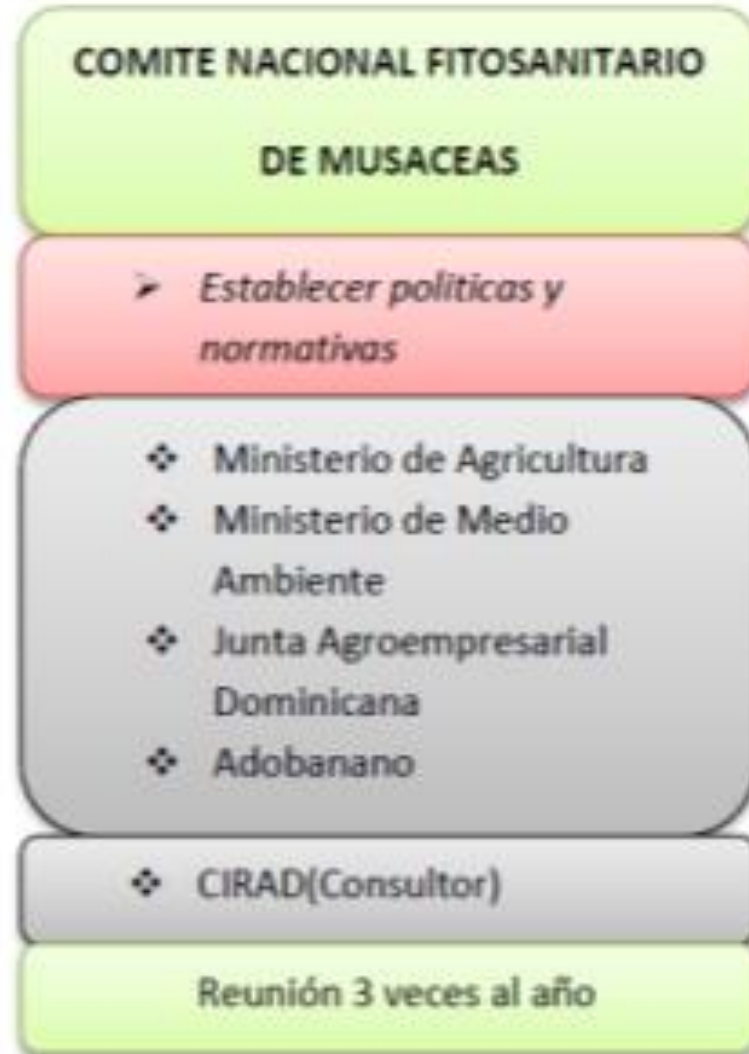 COMITE NACIONAL FITOSANITARIO
DE MUSACEAS
➢ Establecer politicas y
normativas
❖ Ministerio de Agricultura
❖ Ministerio de Medio
Ambiente
❖ Junta Agroempresarial
Dominicana
❖ Adobanano
❖ CIRAD(Consultor)
Reunión 3 veces al año